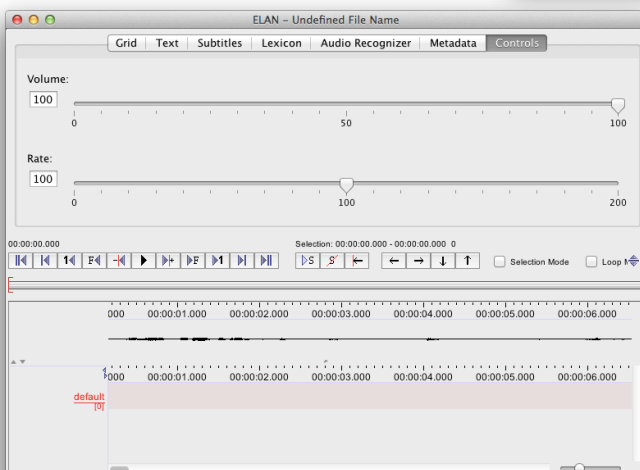 ELAN – Undefined File Name
Grid Text Subtitles Lexicon Audio Recognizer Metadata Controls
Volume:
100
0 50 100
Rate:
100
0 100 200
00:00:00.000 Selection: 00:00:00.000 - 00:00:00.000 0
1 F F 1 S S Selection Mode Loop
000 00:00:01.000 00:00:02.000 00:00:03.000 00:00:04.000 00:00:05.000 00:00:06.000
000 00:00:01.000 00:00:02.000 00:00:03.000 00:00:04.000 00:00:05.000 00:00:06.000
default
[0]